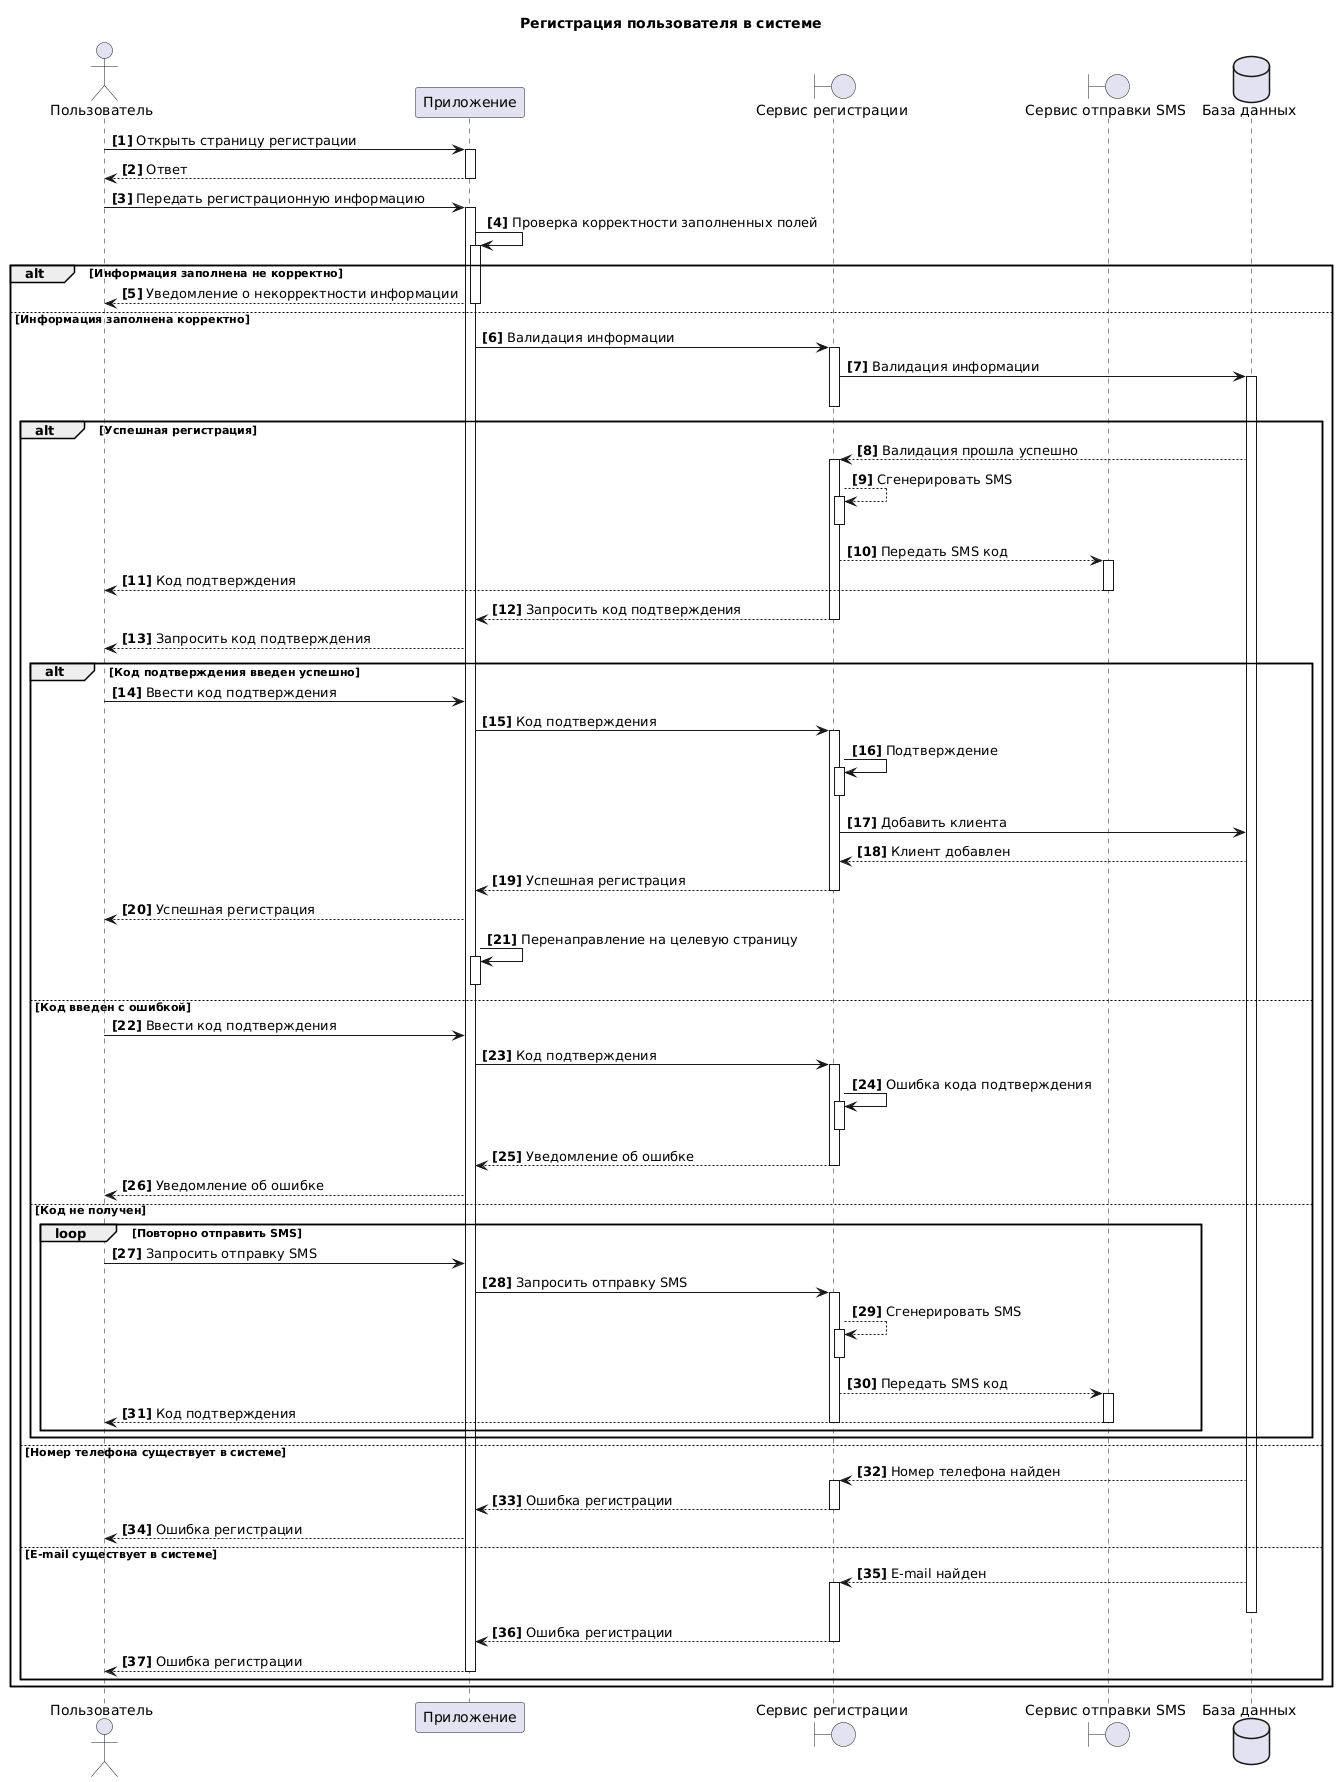 Регистрация пользователя в системе
Пользователь
Приложение
Сервис регистрации
Сервис отправки SMS
База данных
[1] Открыть страницу регистрации
[2] Ответ
[3] Передать регистрационную информацию
[4] Проверка корректности заполненных полей
alt [Информация заполнена не корректно]
[5] Уведомление о некорректности информации
[Информация заполнена корректно]
[6] Валидация информации
[7] Валидация информации
alt [Успешная регистрация]
[8] Валидация прошла успешно
[9] Сгенерировать SMS
[10] Передать SMS код
[11] Код подтверждения
[12] Запросить код подтверждения
[13] Запросить код подтверждения
alt [Код подтверждения введен успешно]
[14] Ввести код подтверждения
[15] Код подтверждения
[16] Подтверждение
[17] Добавить клиента
[18] Клиент добавлен
[19] Успешная регистрация
[20] Успешная регистрация
[21] Перенаправление на целевую страницу
[Код введен с ошибкой]
[22] Ввести код подтверждения
[23] Код подтверждения
[24] Ошибка кода подтверждения
[25] Уведомление об ошибке
[26] Уведомление об ошибке
[Код не получен]
loop [Повторно отправить SMS]
[27] Запросить отправку SMS
[28] Запросить отправку SMS
[29] Сгенерировать SMS
[30] Передать SMS код
[31] Код подтверждения
[Номер телефона существует в системе]
[32] Номер телефона найден
[33] Ошибка регистрации
[34] Ошибка регистрации
[E-mail существует в системе]
[35] E-mail найден
[36] Ошибка регистрации
[37] Ошибка регистрации
Пользователь
Приложение
Сервис регистрации
Сервис отправки SMS
База данных